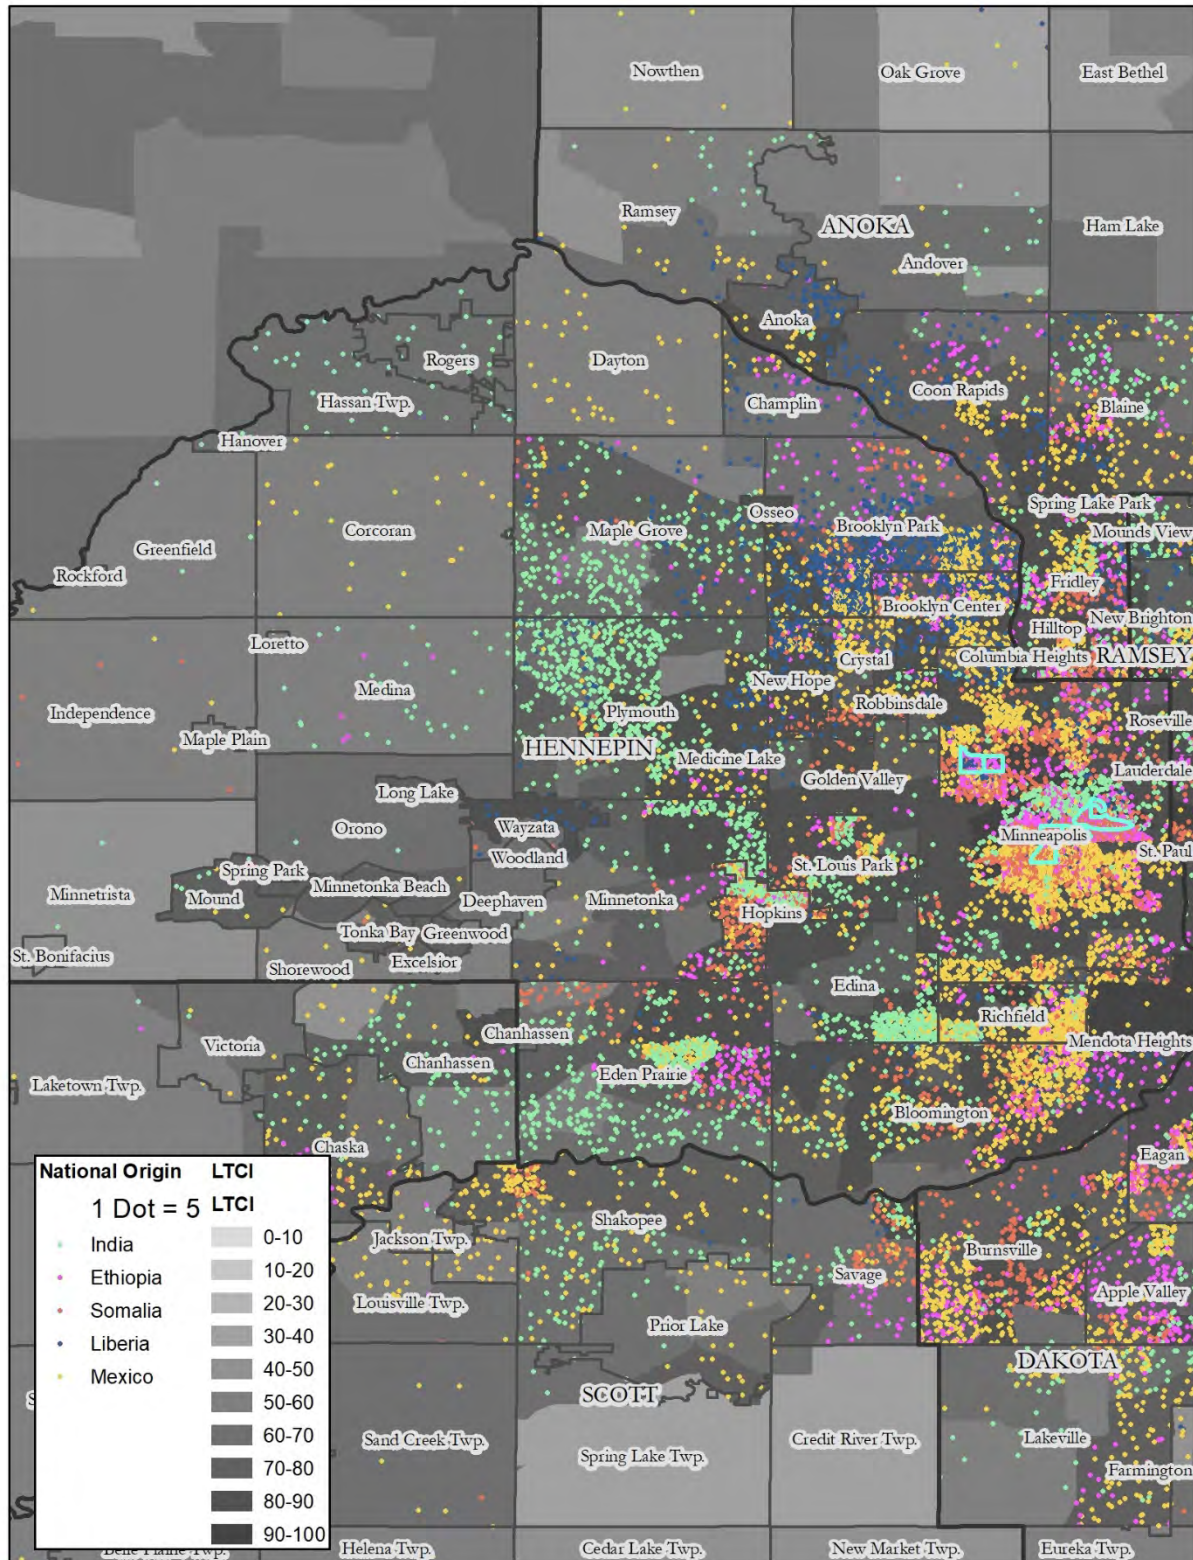 Nowthen
Oak Grove
East Bethel
Ramsey
ANOKA
Ham Lake
Andover
Anoka
Rogers
Dayton
Coon Rapids
Hassan Twp.
Champlin
Blaine
Hanover
Spring Lake Park
Osseo
Corcoran
Maple Grove
Brooklyn Park
Mounds View
Greenfield
Rockford
Fridley
Brooklyn Center
New Brighton
Hilltop
Loretto
Crystal
Columbia Heights
RAMSEY
Medina
New Hope
Robbinsdale
Independence
Plymouth
Roseville
Maple Plain
HENNEPIN
Medicine Lake
Golden Valley
Lauderdale
Long Lake
Orono
Wayzata
Minneapolis
St. Paul
Woodland
Spring Park
St. Louis Park
Minnetonka Beach
Minnetrista
Mound
Deephaven
Minnetonka
Hopkins
Tonka Bay
Greenwood
St. Bonifacius
Excelsior
Shorewood
Edina
Richfield
Chanhassen
Victoria
Mendota Heights
Chanhassen
Eden Prairie
Laketown Twp.
Bloomington
Chaska
Eagan
Shakopee
Jackson Twp.
Burnsville
Savage
Apple Valley
Louisville Twp.
Prior Lake
DAKOTA
SCOTT
Sand Creek Twp.
Credit River Twp.
Lakeville
Spring Lake Twp.
Farmington
Belle Plaine Twp.
Helena Twp.
Cedar Lake Twp.
New Market Twp.
Eureka Twp.
National Origin
1 Dot = 5
India
Ethiopia
Somalia
Liberia
Mexico
LTCI
LTCI
0-10
10-20
20-30
30-40
40-50
50-60
60-70
70-80
80-90
90-100